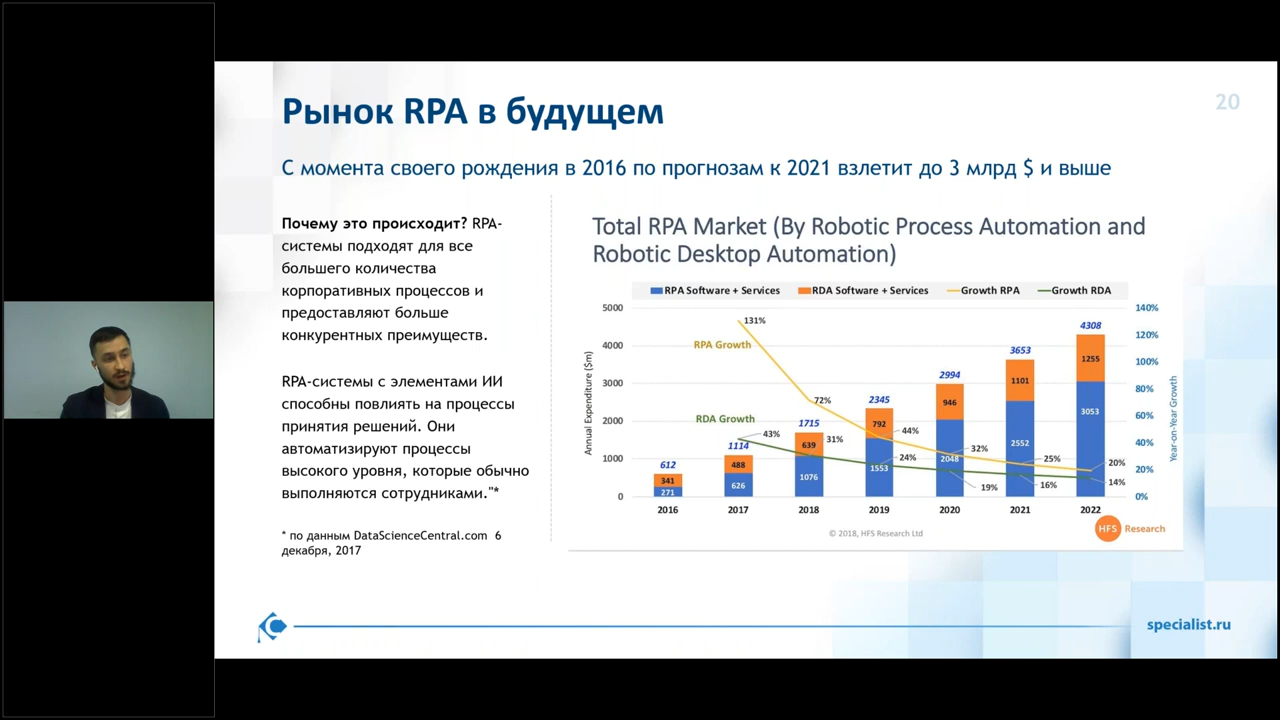 Рынок RPA в будущем
20
С момента своего рождения в 2016 по прогнозам к 2021 взлетит до 3 млрд $ и выше
Почему это происходит? RPA-
системы подходят для все
большего количества
корпоративных процессов и
предоставляют больше
конкурентных преимуществ.
RPA-системы с элементами ИИ
способны повлиять на процессы
принятия решений. Они
автоматизируют процессы
высокого уровня, которые обычно
выполняются сотрудниками."*
* по данным DataScienceCentral.com 6
декабря, 2017
Total RPA Market (By Robotic Process Automation and
Robotic Desktop Automation)
RPA Software + Services RDA Software + Services Growth RPA Growth RDA
Annual Expenditure ($m)
5000
4000
3000
2000
1000
0
RPA Growth
RDA Growth
131%
72%
44%
32%
25%
20%
43%
31%
24%
19%
16%
14%
612
341
271
1114
488
626
1715
639
1076
2345
792
1553
2994
946
2048
3653
1101
2552
4308
1255
3053
140%
120%
100%
80%
60%
40%
20%
0%
Year-on-Year Growth
2016 2017 2018 2019 2020 2021 2022
© 2018, HFS Research Ltd
HFS Research
specialist.ru